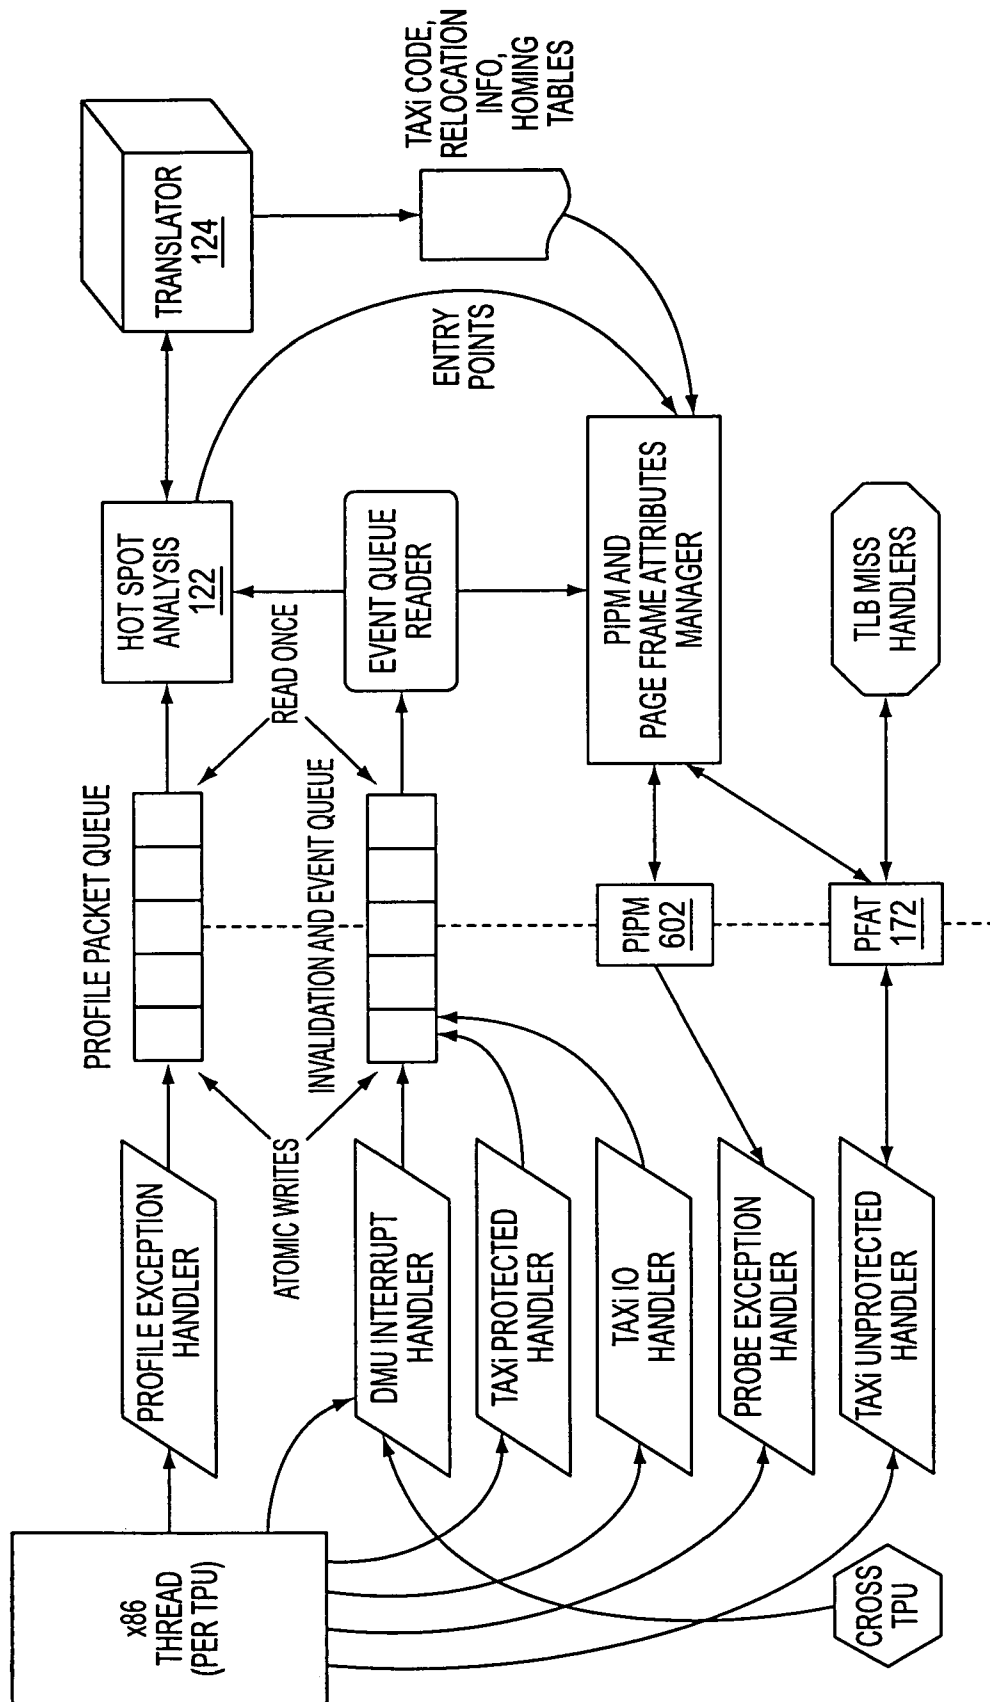 x86
THREAD
(PER TPU)
CROSS
TPU
PROFILE EXCEPTION
HANDLER
DMU INTERRUPT
HANDLER
TAXi PROTECTED
HANDLER
TAXi IO
HANDLER
PROBE EXCEPTION
HANDLER
TAXi UNPROTECTED
HANDLER
ATOMIC WRITES
PROFILE PACKET QUEUE
INVALIDATION AND EVENT QUEUE
READ ONCE
PIPM
602
PFAT
172
HOT SPOT
ANALYSIS
122
EVENT QUEUE
READER
PIPM AND
PAGE FRAME ATTRIBUTES
MANAGER
TLB MISS
HANDLERS
ENTRY
POINTS
TRANSLATOR
124
TAXi CODE,
RELOCATION
INFO,
HOMING
TABLES